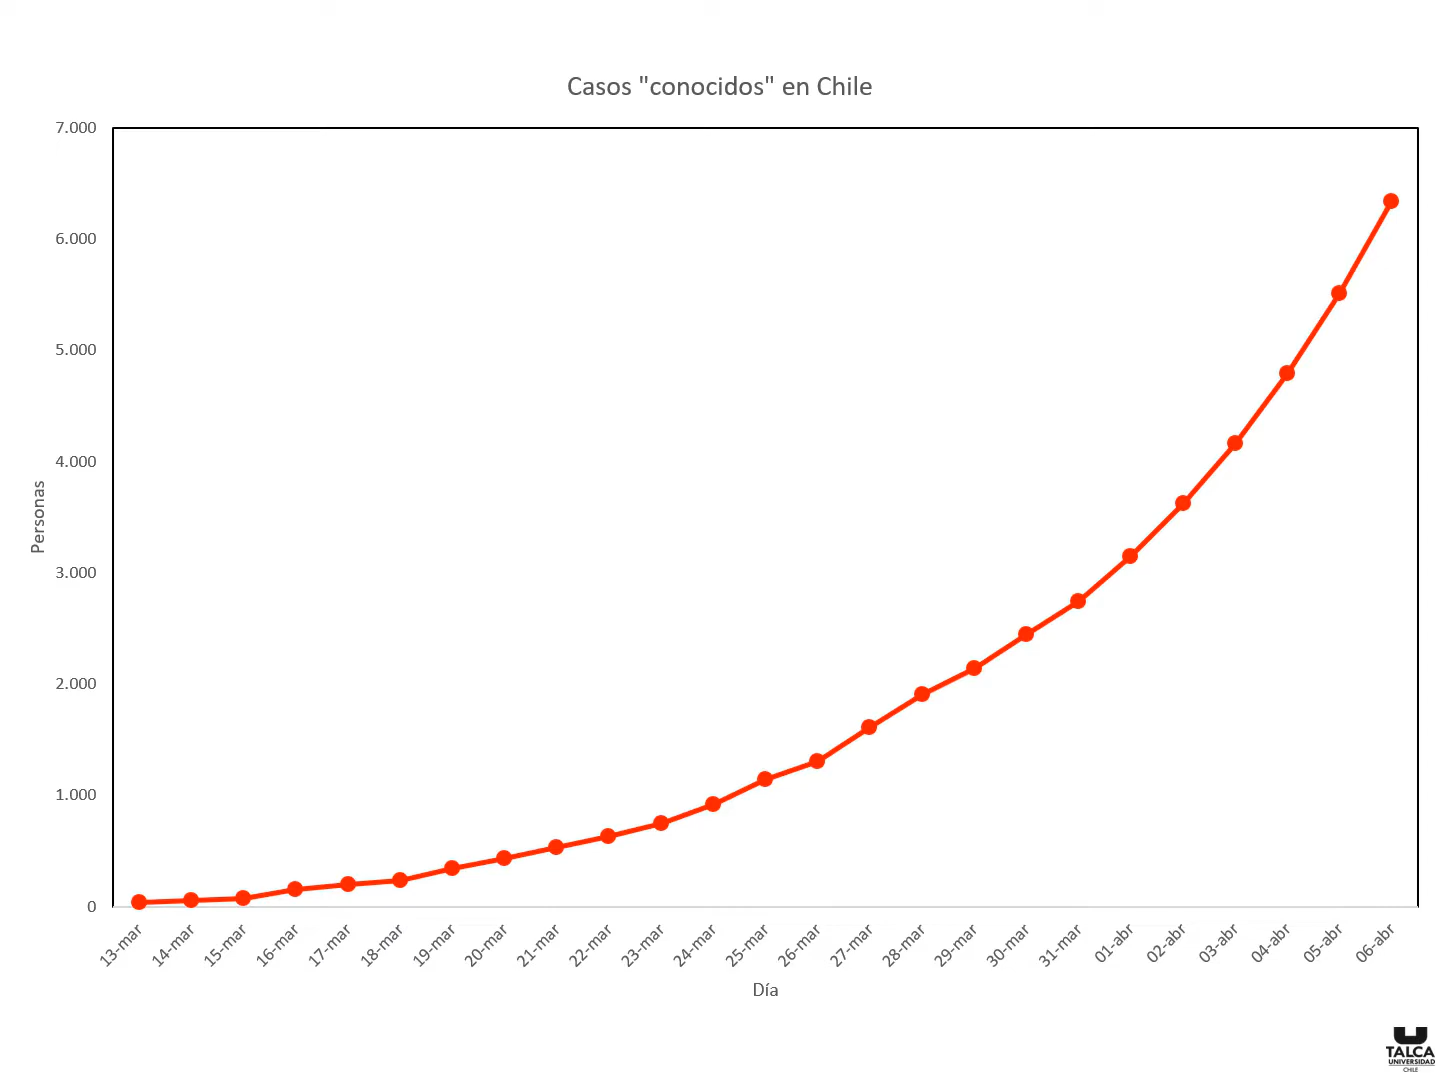 Casos "conocidos" en Chile
7.000
6.000
5.000
4.000
3.000
2.000
1.000
0
Personas
13-mar
14-mar
15-mar
16-mar
17-mar
18-mar
19-mar
20-mar
21-mar
22-mar
23-mar
24-mar
25-mar
26-mar
27-mar
28-mar
29-mar
30-mar
31-mar
01-abr
02-abr
03-abr
04-abr
05-abr
06-abr
Día
TALCA
UNIVERSIDAD
CHILE